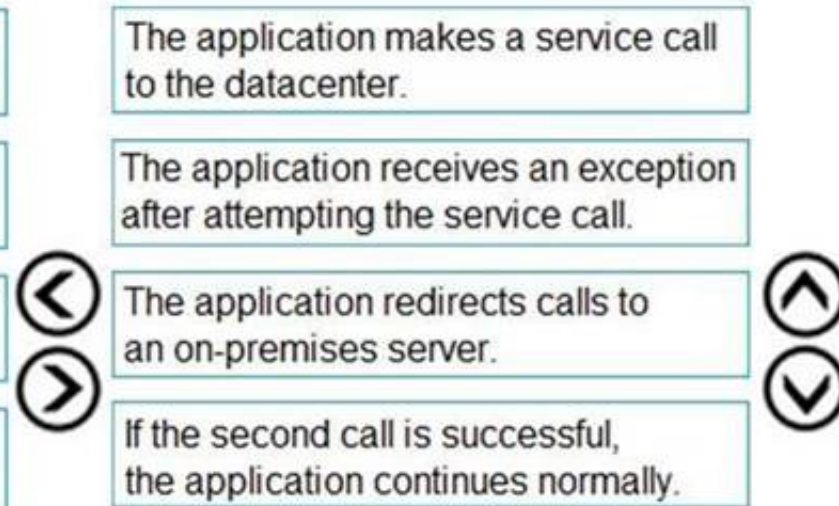 The application makes a service call
to the datacenter.
The application receives an exception
after attempting the service call.
The application redirects calls to
an on-premises server.
If the second call is successful,
the application continues normally.